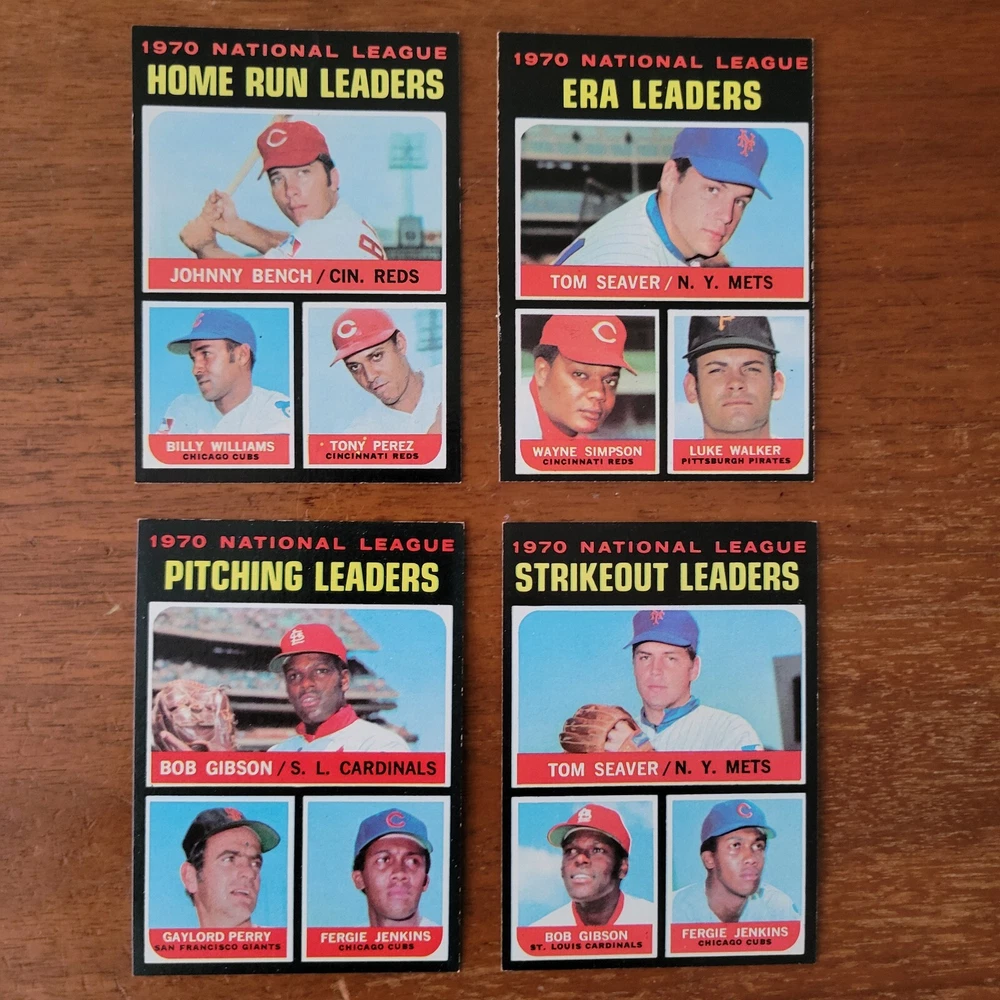 1970 NATIONAL LEAGUE
HOME RUN LEADERS
JOHNNY BENCH / CIN. REDS
BILLY WILLIAMS
CHICAGO CUBS
TONY PEREZ
CINCINNATI REDS
1970 NATIONAL LEAGUE
ERA LEADERS
TOM SEAVER / N. Y. METS
WAYNE SIMPSON
CINCINNATI REDS
LUKE WALKER
PITTSBURGH PIRATES
1970 NATIONAL LEAGUE
PITCHING LEADERS
BOB GIBSON / S. L. CARDINALS
GAYLORD PERRY
SAN FRANCISCO GIANTS
FERGIE JENKINS
CHICAGO CUBS
1970 NATIONAL LEAGUE
STRIKEOUT LEADERS
TOM SEAVER / N. Y. METS
BOB GIBSON
ST. LOUIS CARDINALS
FERGIE JENKINS
CHICAGO CUBS